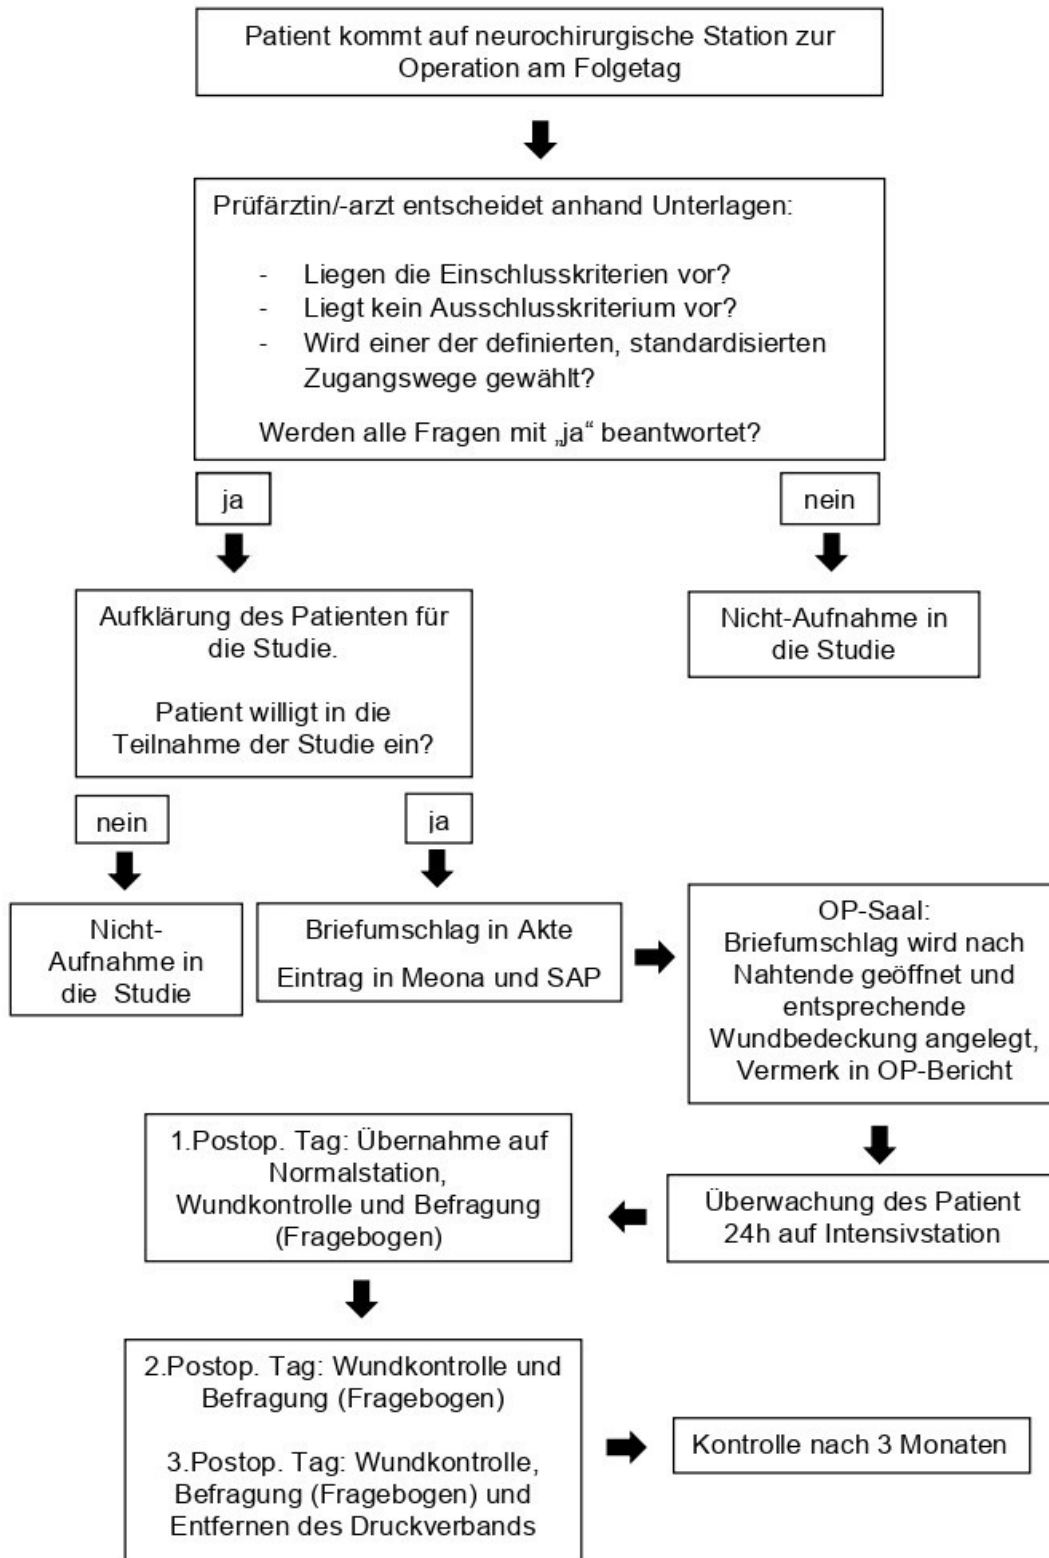 Patient kommt auf neurochirurgische Station zur
Operation am Folgetag
Prüfärztin/-arzt entscheidet anhand Unterlagen:
- Liegen die Einschlusskriterien vor?
- Liegt kein Ausschlusskriterium vor?
- Wird einer der definierten, standardisierten
Zugangswege gewählt?
Werden alle Fragen mit „ja“ beantwortet?
ja
nein
Aufklärung des Patienten für
die Studie.
Patient willigt in die
Teilnahme der Studie ein?
Nicht-Aufnahme in
die Studie
nein
ja
Nicht-
Aufnahme in
die Studie
Briefumschlag in Akte
Eintrag in Meona und SAP
OP-Saal:
Briefumschlag wird nach
Nahtende geöffnet und
entsprechende
Wundbedeckung angelegt,
Vermerk in OP-Bericht
Überwachung des Patient
24h auf Intensivstation
1.Postop. Tag: Übernahme auf
Normalstation,
Wundkontrolle und Befragung
(Fragebogen)
2.Postop. Tag: Wundkontrolle und
Befragung (Fragebogen)
3.Postop. Tag: Wundkontrolle,
Befragung (Fragebogen) und
Entfernen des Druckverbands
Kontrolle nach 3 Monaten